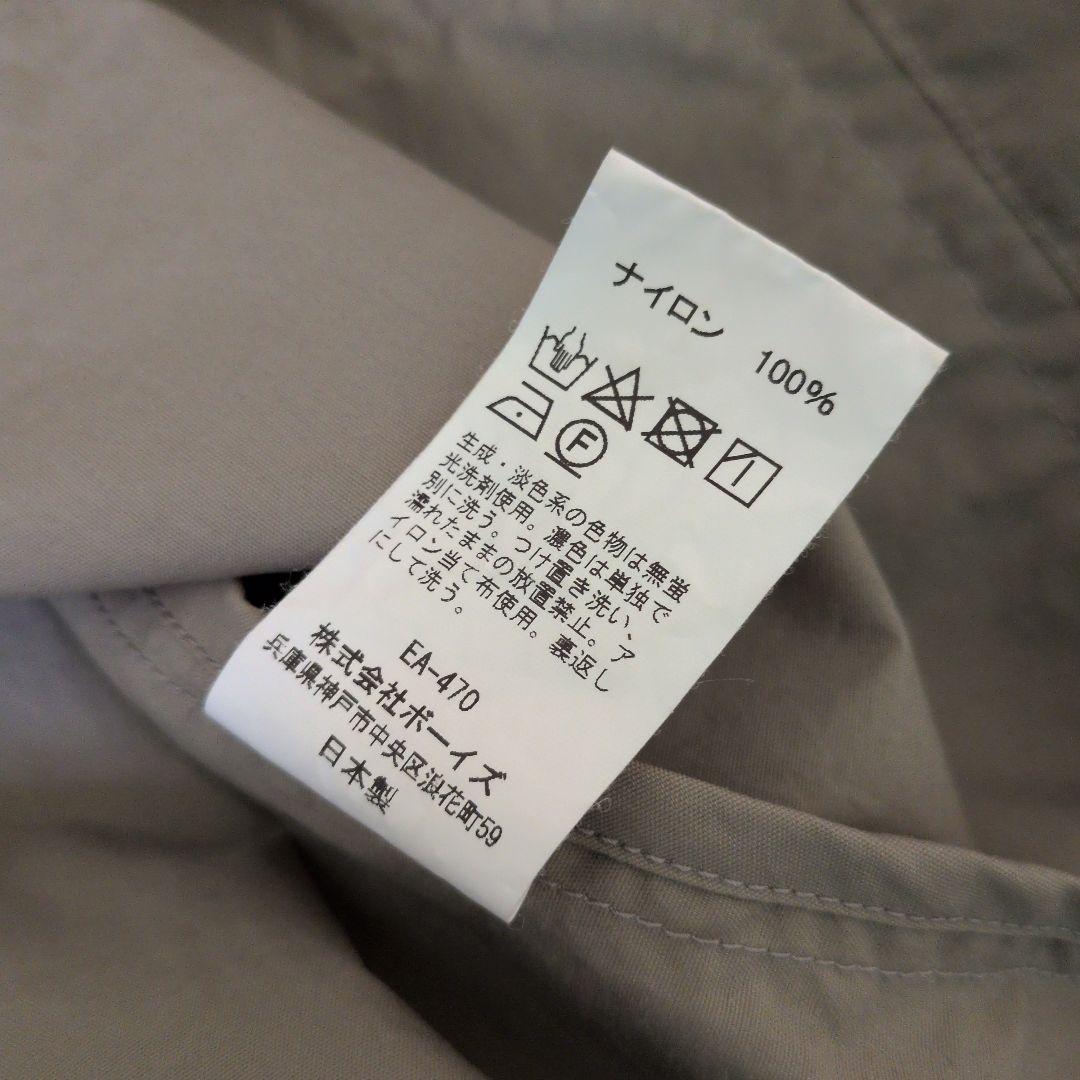 ナイロン 100%
F
生成・淡色系の色物は無蛍
光洗剤使用。濃色は単独で
別に洗う。つけ置き洗い、
濡れたままの放置禁止。ア
イロン当て布使用。裏返し
にして洗う。
EA-470
株式会社ボーイズ
兵庫県神戸市中央区浪花町59
日本製